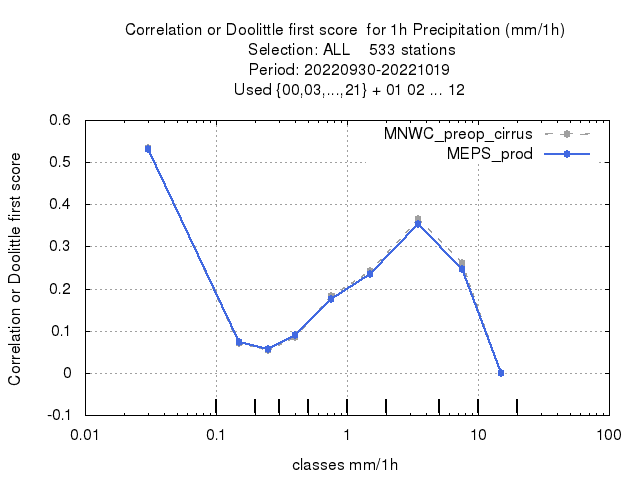 Correlation or Doolittle first score  for 1h Precipitation (mm/1h)
Selection: ALL    533 stations
Period: 20220930-20221019
Used {00,03,...,21} + 01 02 ... 12
MNWC_preop_cirrus
MEPS_prod
Correlation or Doolittle first score
0.6
0.5
0.4
0.3
0.2
0.1
0
-0.1
0.01
0.1
1
10
100
classes mm/1h